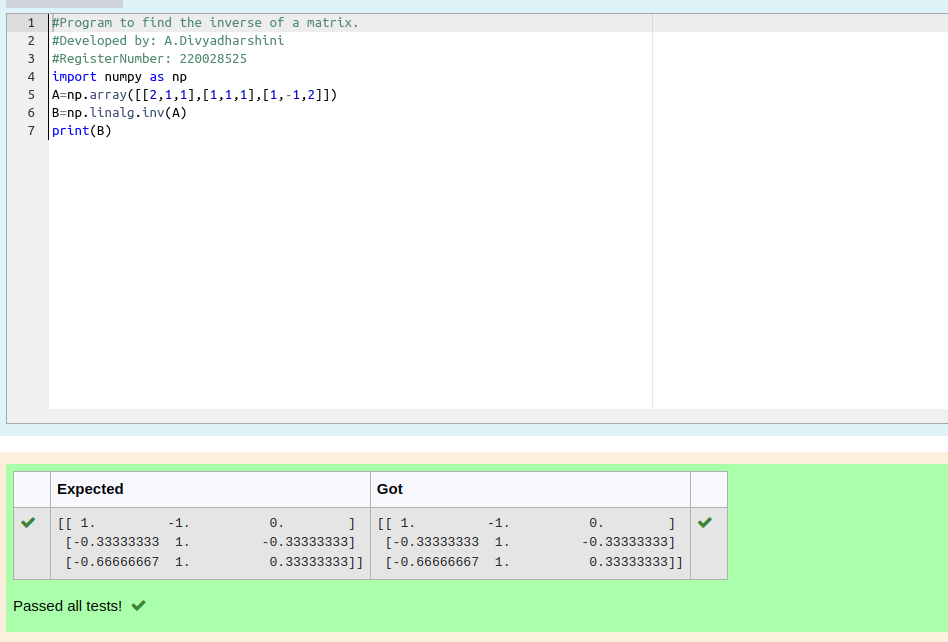 1 #Program to find the inverse of a matrix.
2 #Developed by: A.Divyadharshini
3 #RegisterNumber: 220028525
4 import numpy as np
5 A=np.array([[2,1,1],[1,1,1],[1,-1,2]])
6 B=np.linalg.inv(A)
7 print(B)
Expected Got
[[ 1.         -1.          0.        ] [[ 1.         -1.          0.        ]
[-0.33333333  1.         -0.33333333] [-0.33333333  1.         -0.33333333]
[-0.66666667  1.          0.33333333]] [-0.66666667  1.          0.33333333]]
Passed all tests!